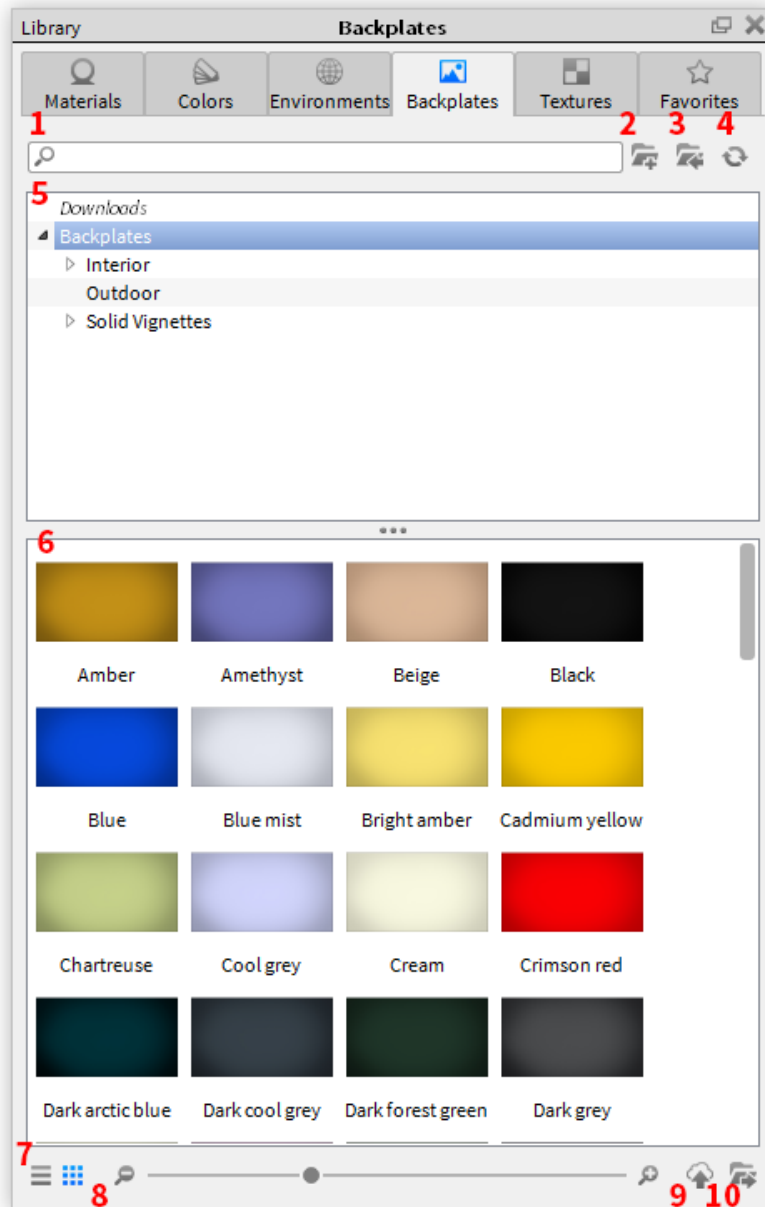 Library Backplates
Materials Colors Environments Backplates Textures Favorites
1 2 3 4
5
Downloads
Backplates
Interior
Outdoor
Solid Vignettes
6
Amber Amethyst Beige Black
Blue Blue mist Bright amber Cadmium yellow
Chartreuse Cool grey Cream Crimson red
Dark arctic blue Dark cool grey Dark forest green Dark grey
7
8 9 10